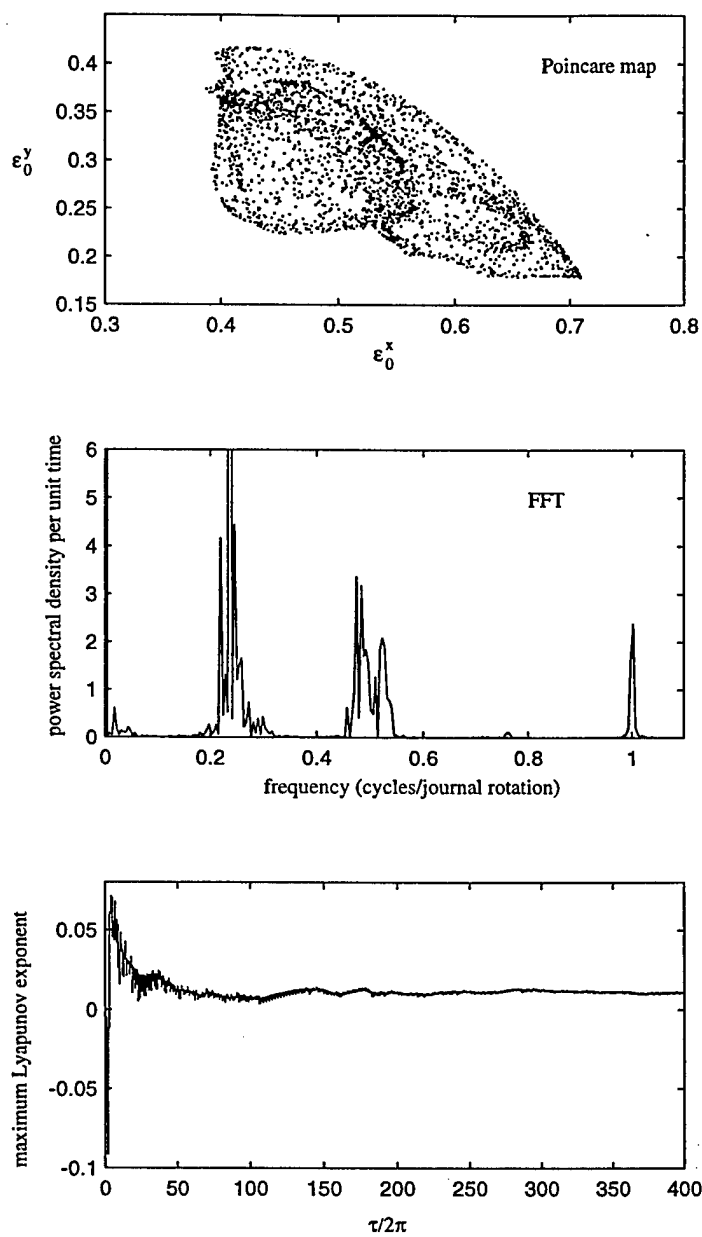 0.4
Poincare map
0.35
0.3
ε₀ʸ
0.25
0.2
0.15
0.3 0.4 0.5 0.6 0.7 0.8
ε₀ˣ
6
5
FFT
4
3
2
1
0
power spectral density per unit time
0 0.2 0.4 0.6 0.8 1
frequency (cycles/journal rotation)
0.05
0
-0.05
-0.1
maximum Lyapunov exponent
0 50 100 150 200 250 300 350 400
τ/2π